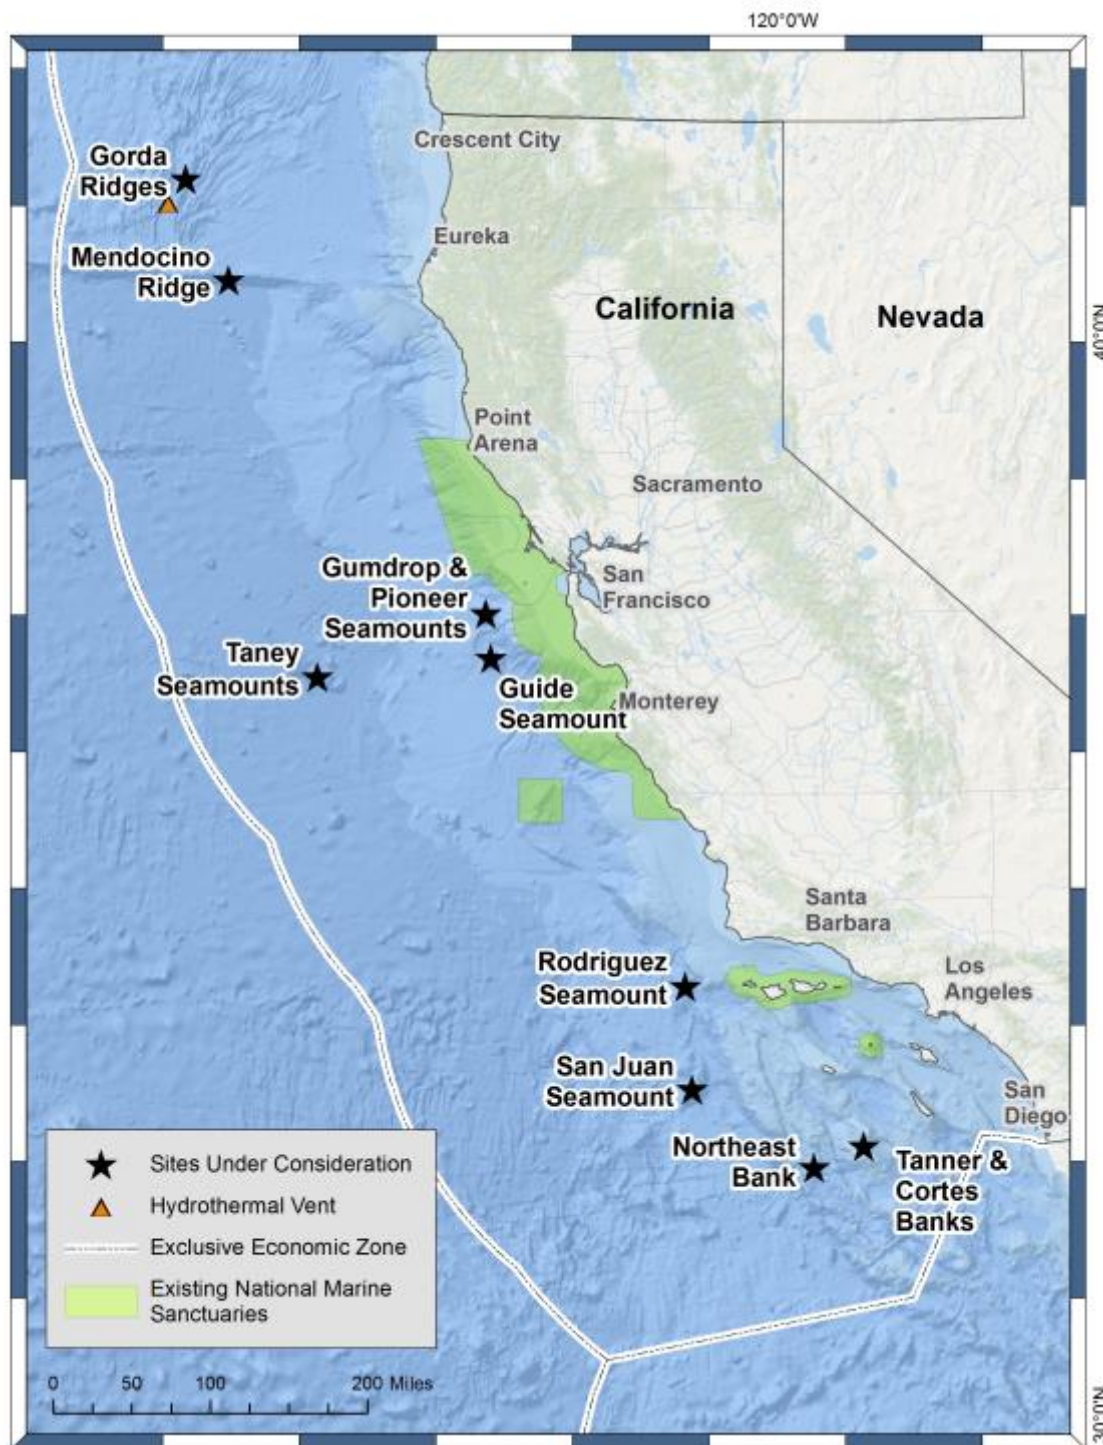 120°0'W
Crescent City
Gorda
Ridges
Eureka
Mendocino
Ridge
California
Nevada
40°0'N
Point
Arena
Sacramento
Gumdrop &
Pioneer
Seamounts
San
Francisco
Taney
Seamounts
Guide
Seamount
Monterey
Santa
Barbara
Rodriguez
Seamount
Los
Angeles
San Juan
Seamount
San
Diego
Northeast
Bank
Tanner &
Cortes
Banks
Sites Under Consideration
Hydrothermal Vent
Exclusive Economic Zone
Existing National Marine
Sanctuaries
0 50 100 200 Miles
30°0'N